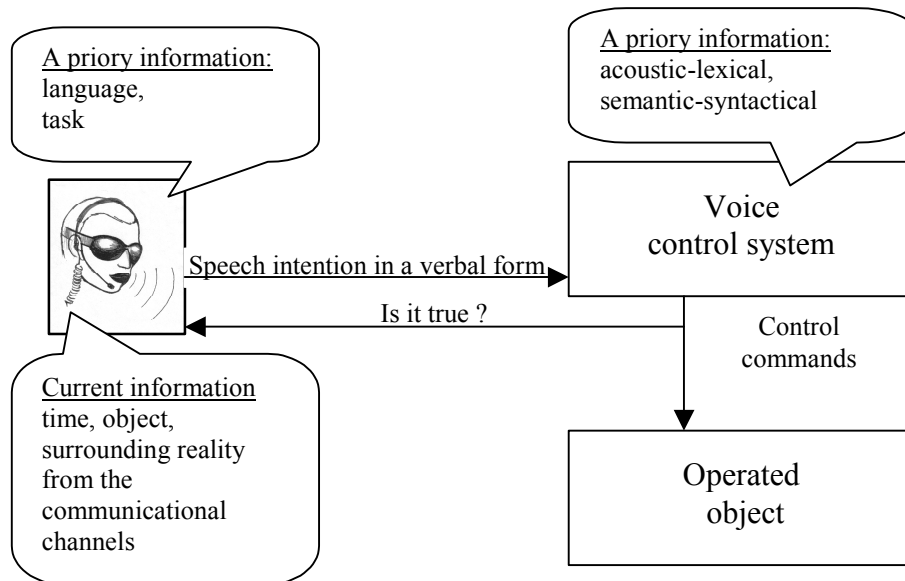 A priory information:
language,
task
A priory information:
acoustic-lexical,
semantic-syntactical
Voice
control system
Speech intention in a verbal form
Is it true ?
Control
commands
Current information
time, object,
surrounding reality
from the
communicational
channels
Operated
object